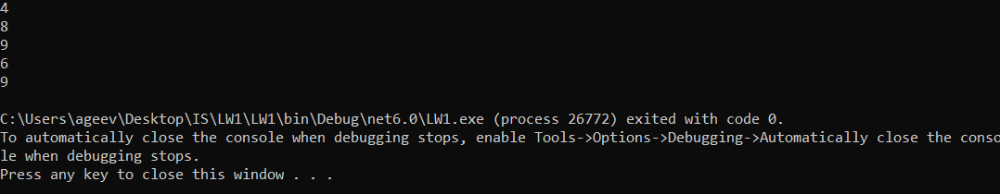 4
8
9
6
9
C:\Users\ageev\Desktop\IS\LW1\LW1\bin\Debug\net6.0\LW1.exe (process 26772) exited with code 0.
To automatically close the console when debugging stops, enable Tools->Options->Debugging->Automatically close the conso
le when debugging stops.
Press any key to close this window . . .